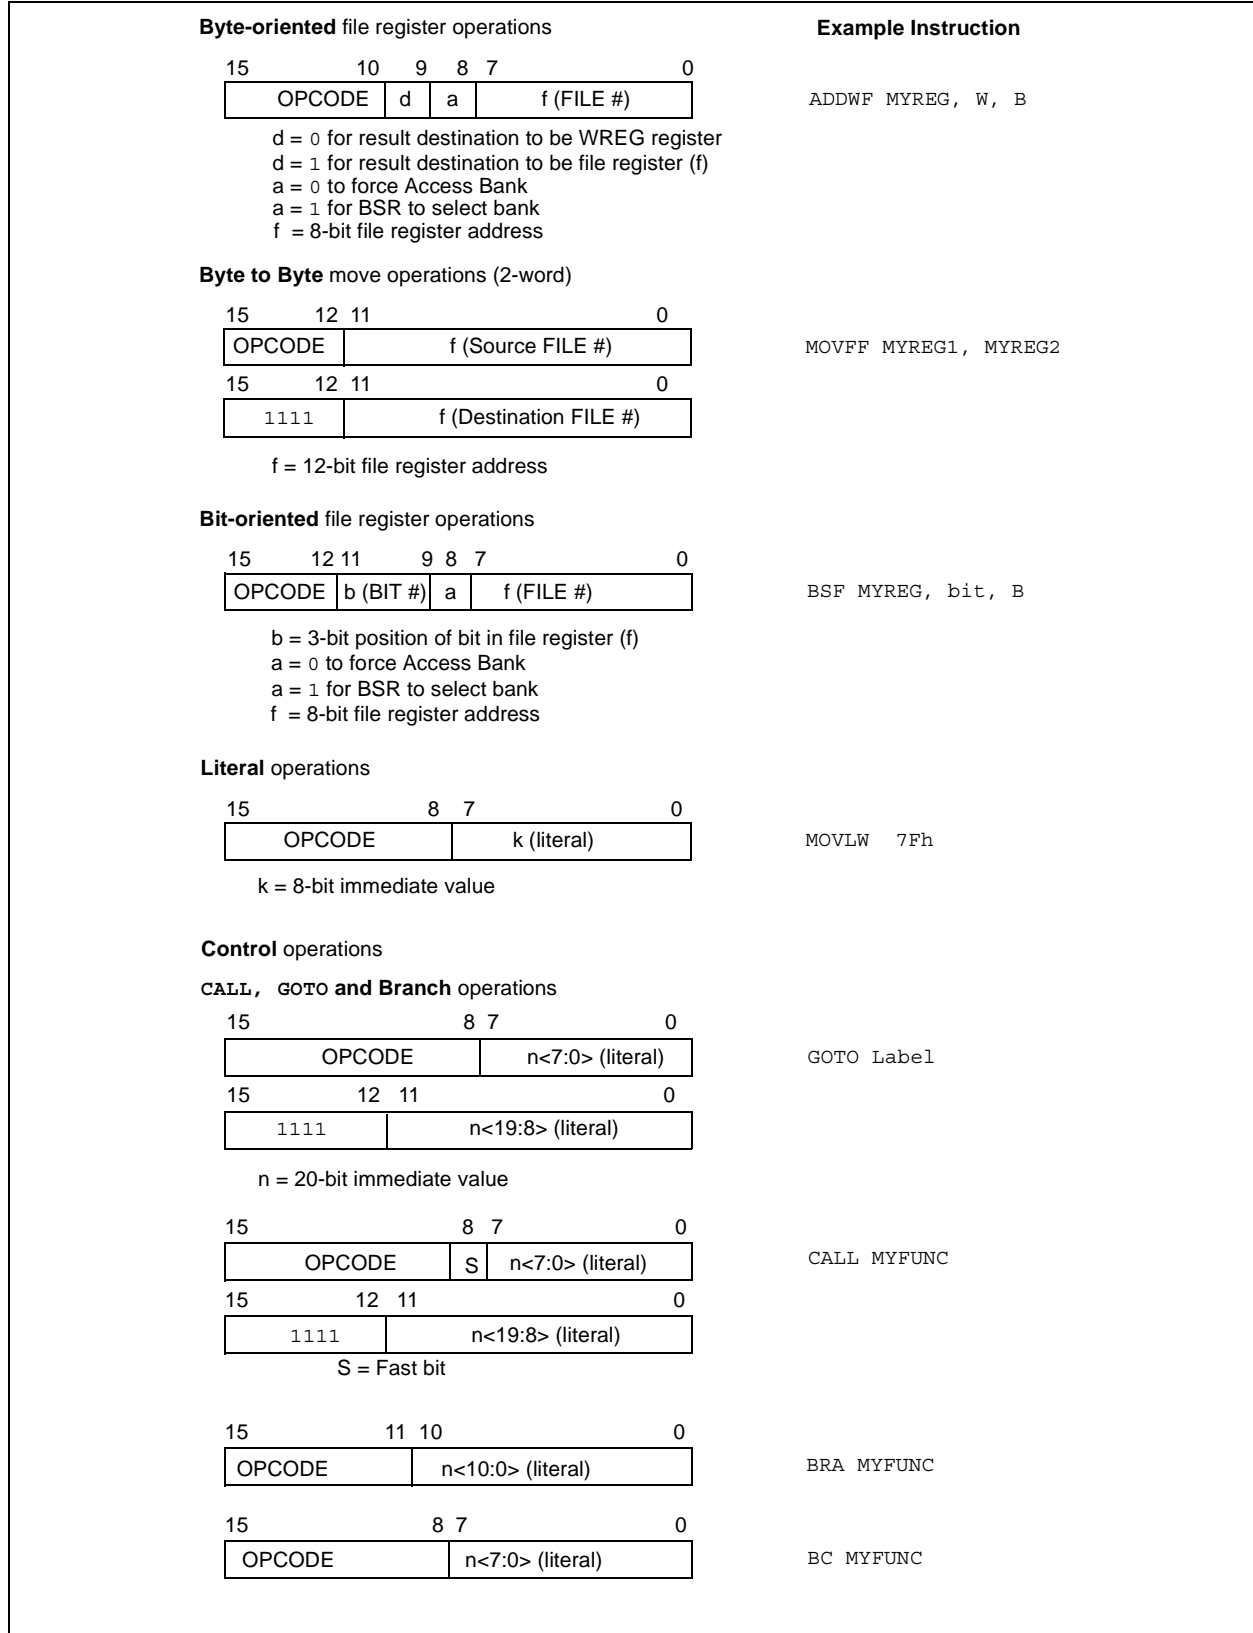 Byte-oriented file register operations Example Instruction
15 10 9 8 7 0
OPCODE d a f (FILE #) ADDWF MYREG, W, B
d = 0 for result destination to be WREG register
d = 1 for result destination to be file register (f)
a = 0 to force Access Bank
a = 1 for BSR to select bank
f = 8-bit file register address
Byte to Byte move operations (2-word)
15 12 11 0
OPCODE f (Source FILE #) MOVFF MYREG1, MYREG2
15 12 11 0
1111 f (Destination FILE #)
f = 12-bit file register address
Bit-oriented file register operations
15 12 11 9 8 7 0
OPCODE b (BIT #) a f (FILE #) BSF MYREG, bit, B
b = 3-bit position of bit in file register (f)
a = 0 to force Access Bank
a = 1 for BSR to select bank
f = 8-bit file register address
Literal operations
15 8 7 0
OPCODE k (literal) MOVLW 7Fh
k = 8-bit immediate value
Control operations
CALL, GOTO and Branch operations
15 8 7 0
OPCODE n<7:0> (literal) GOTO Label
15 12 11 0
1111 n<19:8> (literal)
n = 20-bit immediate value
15 8 7 0
OPCODE S n<7:0> (literal) CALL MYFUNC
15 12 11 0
1111 n<19:8> (literal)
S = Fast bit
15 11 10 0
OPCODE n<10:0> (literal) BRA MYFUNC
15 8 7 0
OPCODE n<7:0> (literal) BC MYFUNC